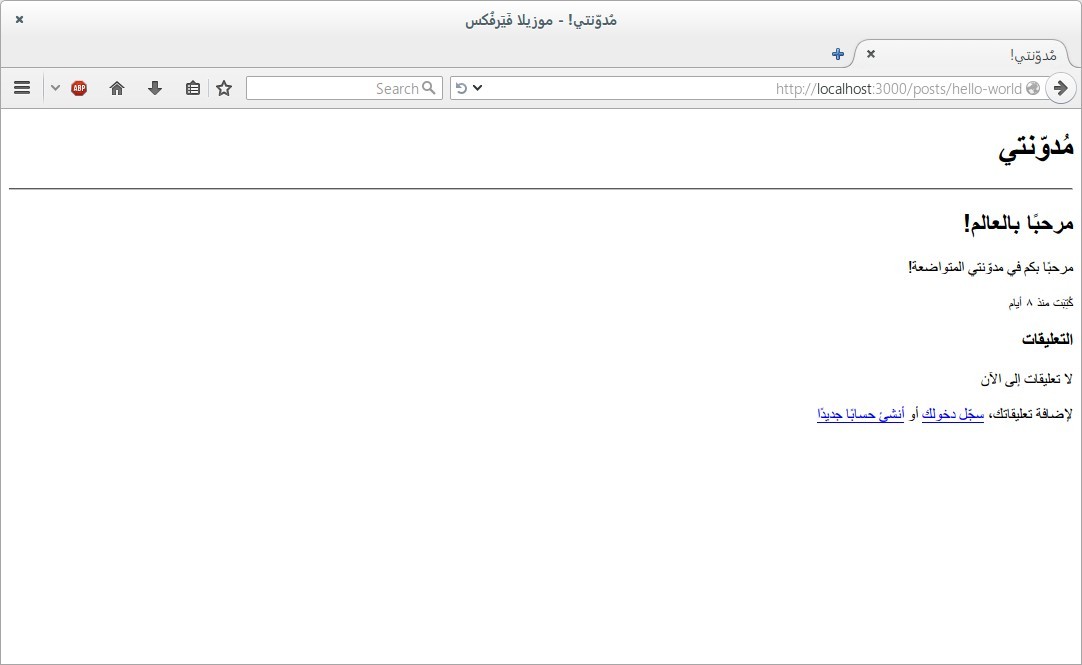 مُدوّنتي! - موزيلا فَيَرفُكس
مُدوّنتي!
http://localhost:3000/posts/hello-world
Search
ABP
مُدوّنتي
مرحبًا بالعالم!
مرحبًا بكم في مدوّنتي المتواضعة!
كُتِبَت منذ ٨ أيام
التعليقات
لا تعليقات إلى الآن
لإضافة تعليقاتك، سجّل دخولك أو أنشئ حسابًا جديدًا